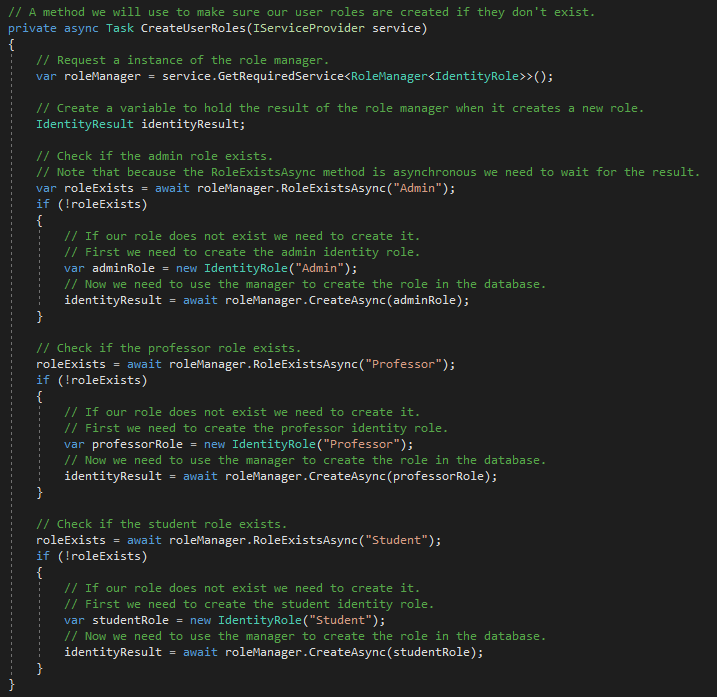 // A method we will use to make sure our user roles are created if they don't exist.
private async Task CreateUserRoles(IServiceProvider service)
{
    // Request a instance of the role manager.
    var roleManager = service.GetRequiredService<RoleManager<IdentityRole>>();

    // Create a variable to hold the result of the role manager when it creates a new role.
    IdentityResult identityResult;

    // Check if the admin role exists.
    // Note that because the RoleExistsAsync method is asynchronous we need to wait for the result.
    var roleExists = await roleManager.RoleExistsAsync("Admin");
    if (!roleExists)
    {
        // If our role does not exist we need to create it.
        // First we need to create the admin identity role.
        var adminRole = new IdentityRole("Admin");
        // Now we need to use the manager to create the role in the database.
        identityResult = await roleManager.CreateAsync(adminRole);
    }

    // Check if the professor role exists.
    roleExists = await roleManager.RoleExistsAsync("Professor");
    if (!roleExists)
    {
        // If our role does not exist we need to create it.
        // First we need to create the professor identity role.
        var professorRole = new IdentityRole("Professor");
        // Now we need to use the manager to create the role in the database.
        identityResult = await roleManager.CreateAsync(professorRole);
    }

    // Check if the student role exists.
    roleExists = await roleManager.RoleExistsAsync("Student");
    if (!roleExists)
    {
        // If our role does not exist we need to create it.
        // First we need to create the student identity role.
        var studentRole = new IdentityRole("Student");
        // Now we need to use the manager to create the role in the database.
        identityResult = await roleManager.CreateAsync(studentRole);
    }
}